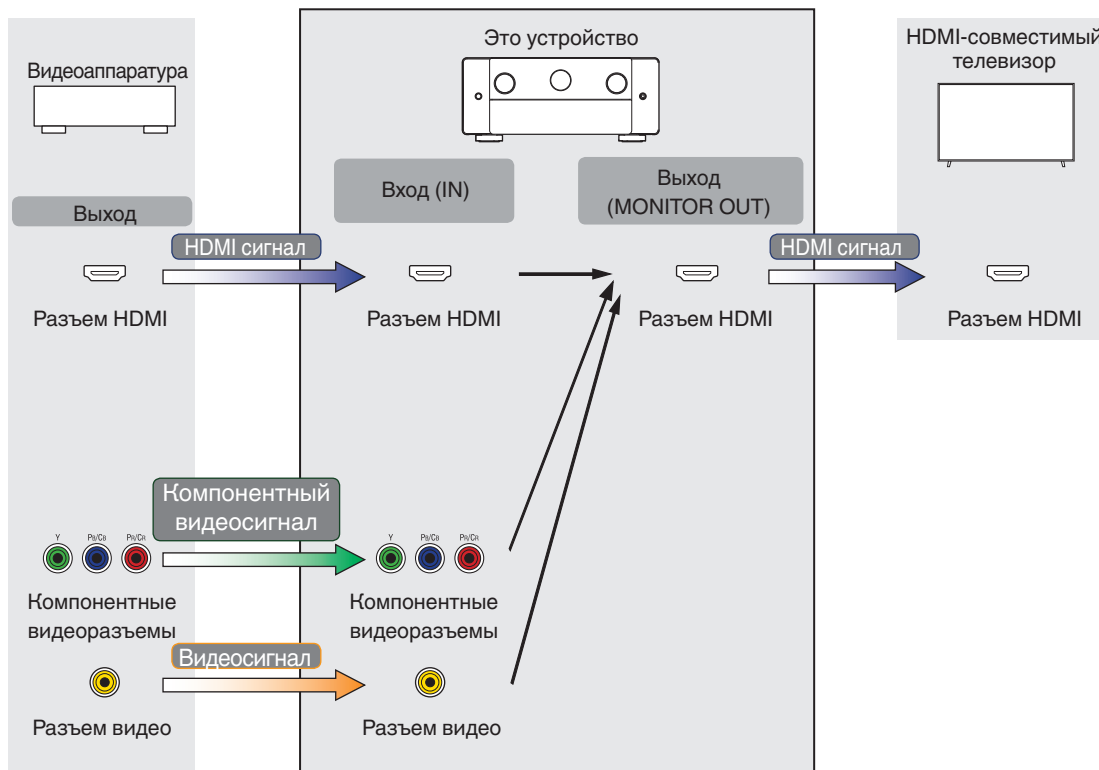 Видеоаппаратура
Это устройство
HDMI-совместимый
телевизор
Выход
Вход (IN)
Выход
(MONITOR OUT)
HDMI сигнал
HDMI сигнал
Разъем HDMI
Разъем HDMI
Разъем HDMI
Разъем HDMI
Компонентный
видеосигнал
Y PB/CB PR/CR
Y PB/CB PR/CR
Компонентные
видеоразъемы
Компонентные
видеоразъемы
Видеосигнал
Разъем видео
Разъем видео